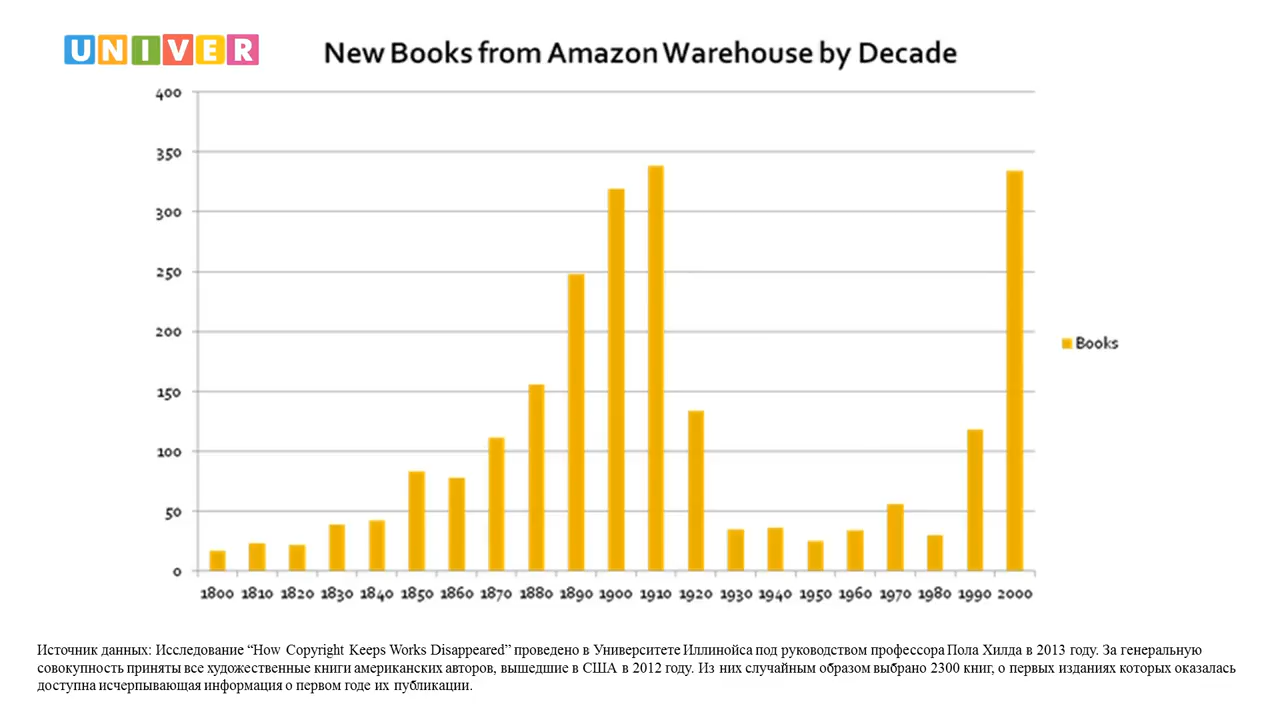 UNIVER
New Books from Amazon Warehouse by Decade
400
350
300
250
200
150
100
50
0
1800 1810 1820 1830 1840 1850 1860 1870 1880 1890 1900 1910 1920 1930 1940 1950 1960 1970 1980 1990 2000
Books
Источник данных: Исследование “How Copyright Keeps Works Disappeared” проведено в Университете Иллинойса под руководством профессора Пола Хилда в 2013 году. За генеральную
совокупность приняты все художественные книги американских авторов, вышедшие в США в 2012 году. Из них случайным образом выбрано 2300 книг, о первых изданиях которых оказалась
доступна исчерпывающая информация о первом годе их публикации.